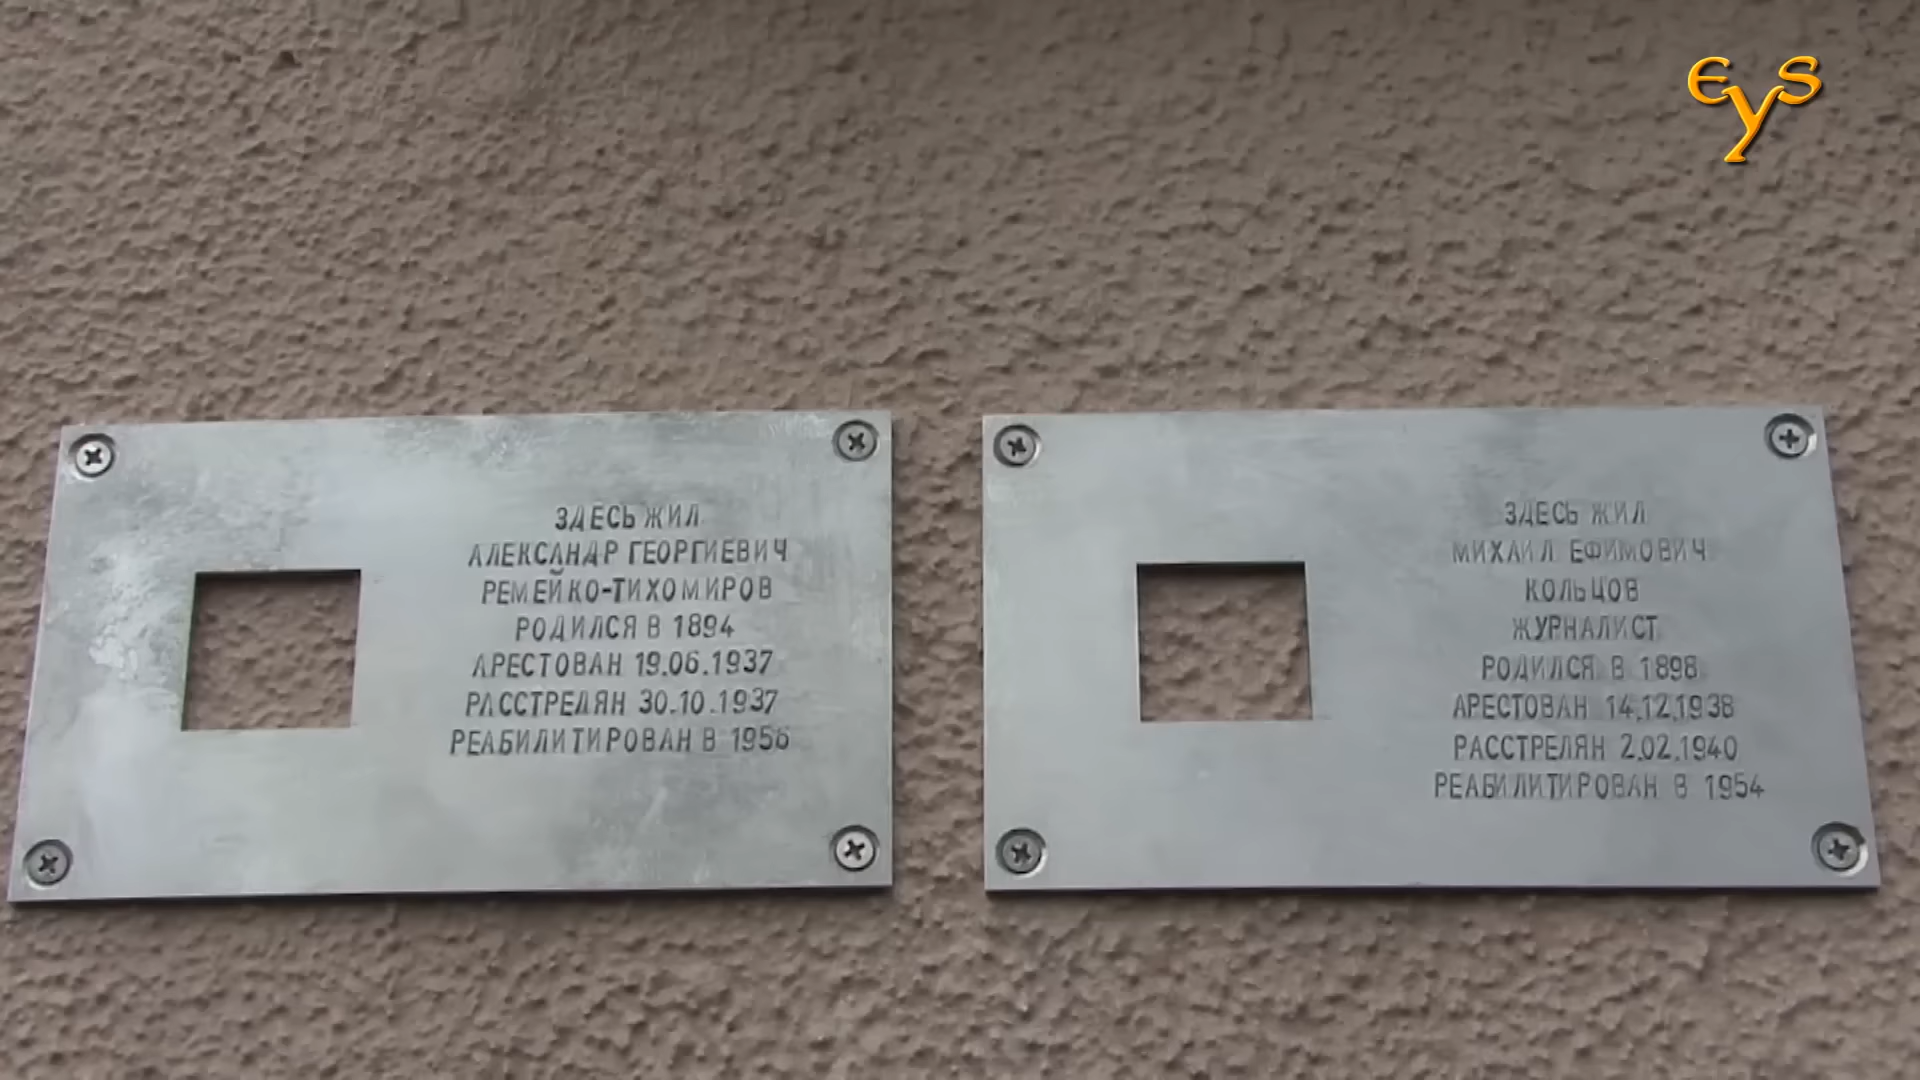 EYS
ЗДЕСЬ ЖИЛ
АЛЕКСАНДР ГЕОРГИЕВИЧ
РЕМЕЙКО-ТИХОМИРОВ
РОДИЛСЯ В 1894
АРЕСТОВАН 19.06.1937
РАССТРЕЛЯН 30.10.1937
РЕАБИЛИТИРОВАН В 1956
ЗДЕСЬ ЖИЛ
МИХАИЛ ЕФИМОВИЧ
КОЛЬЦОВ
ЖУРНАЛИСТ
РОДИЛСЯ В 1898
АРЕСТОВАН 14.12.1938
РАССТРЕЛЯН 2.02.1940
РЕАБИЛИТИРОВАН В 1954